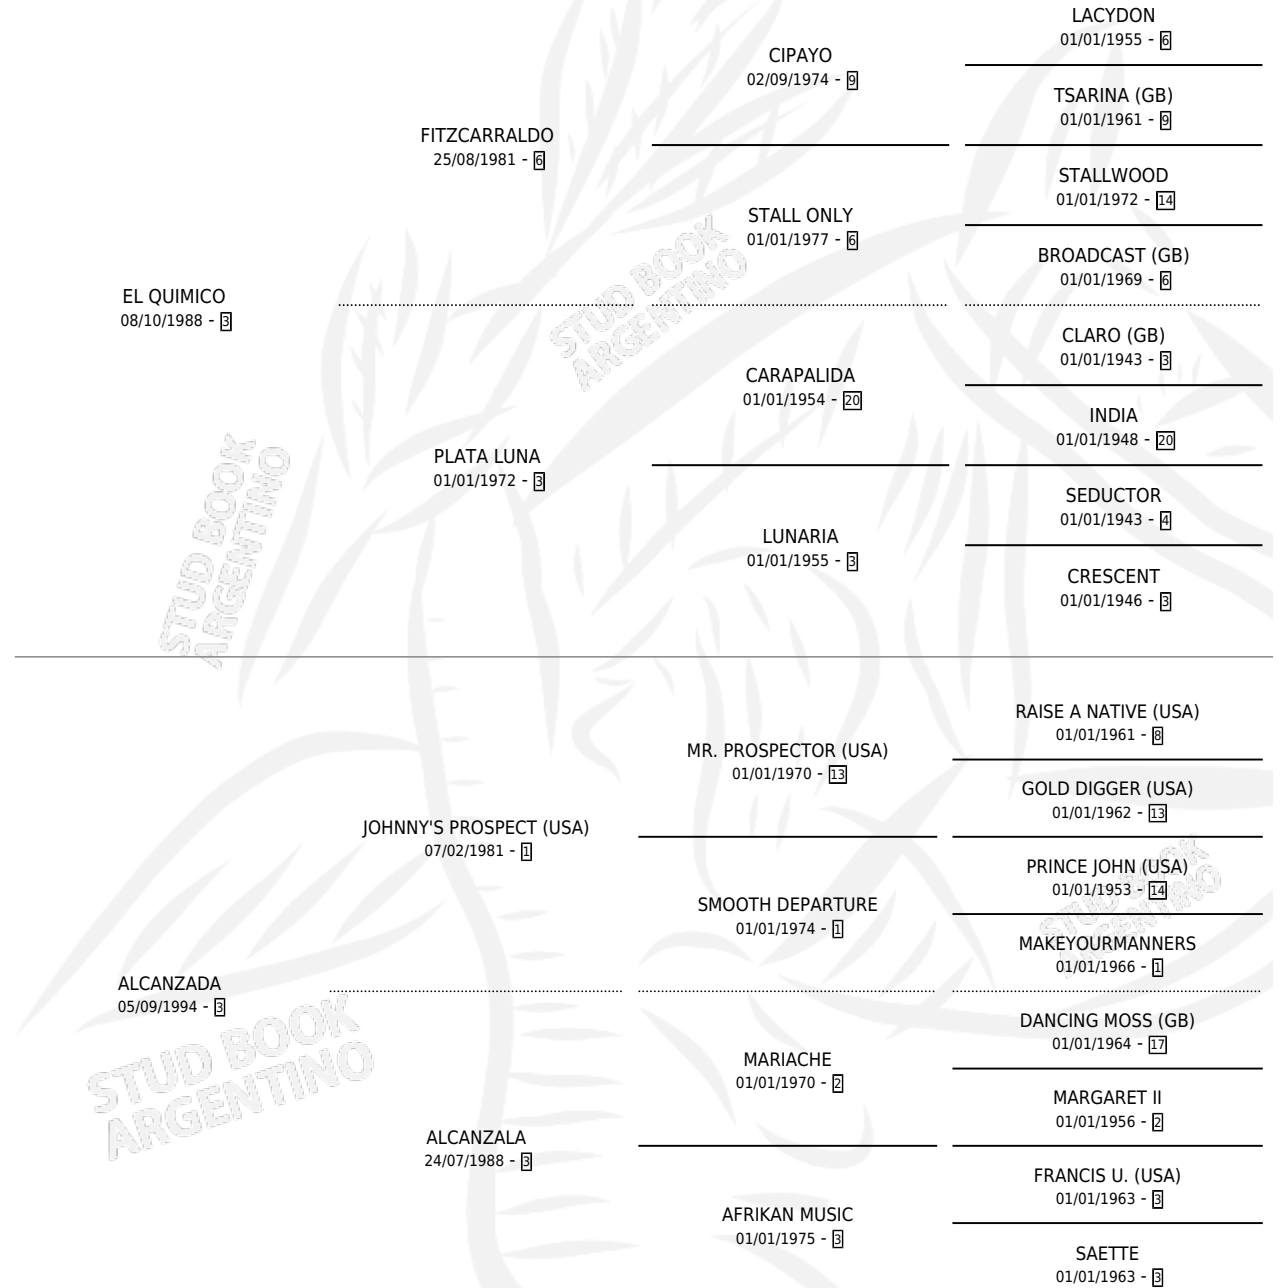 LACYDON
01/01/1955 - 6
CIPAYO
02/09/1974 - 9
TSARINA (GB)
01/01/1961 - 9
FITZCARRALDO
25/08/1981 - 6
STALLWOOD
01/01/1972 - 14
STALL ONLY
01/01/1977 - 6
BROADCAST (GB)
01/01/1969 - 6
EL QUIMICO
08/10/1988 - 3
CLARO (GB)
01/01/1943 - 3
CARAPALIDA
01/01/1954 - 20
INDIA
01/01/1948 - 20
PLATA LUNA
01/01/1972 - 3
SEDUCTOR
01/01/1943 - 4
LUNARIA
01/01/1955 - 3
CRESCENT
01/01/1946 - 3
STUD BOOK
ARGENTINO
STUD BOOK
ARGENTINO
RAISE A NATIVE (USA)
01/01/1961 - 8
MR. PROSPECTOR (USA)
01/01/1970 - 13
GOLD DIGGER (USA)
01/01/1962 - 13
JOHNNY'S PROSPECT (USA)
07/02/1981 - 1
PRINCE JOHN (USA)
01/01/1953 - 14
SMOOTH DEPARTURE
01/01/1974 - 1
MAKEYOURMANNERS
01/01/1966 - 1
ALCANZADA
05/09/1994 - 3
DANCING MOSS (GB)
01/01/1964 - 17
MARIACHE
01/01/1970 - 2
MARGARET II
01/01/1956 - 2
ALCANZALA
24/07/1988 - 3
FRANCIS U. (USA)
01/01/1963 - 3
AFRIKAN MUSIC
01/01/1975 - 3
SAETTE
01/01/1963 - 3
STUD BOOK
ARGENTINO
STUD BOOK
ARGENTINO